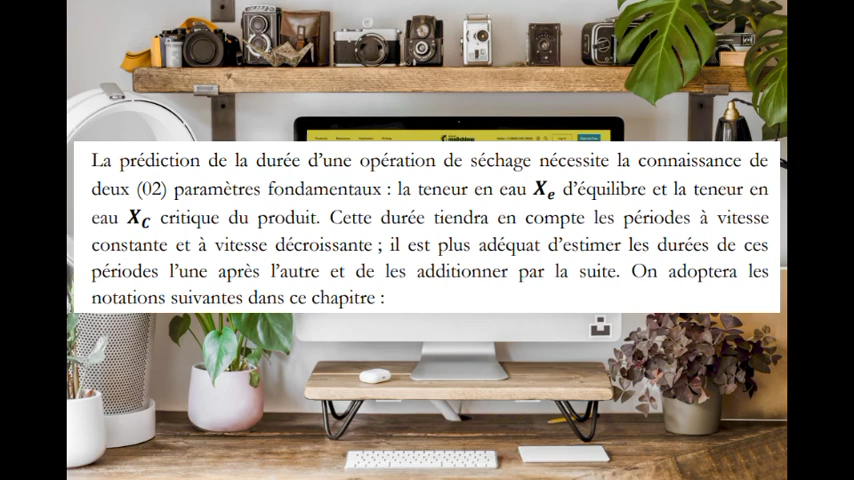 La prédiction de la durée d'une opération de séchage nécessite la connaissance de
deux (02) paramètres fondamentaux : la teneur en eau Xe d'équilibre et la teneur en
eau XC critique du produit. Cette durée tiendra en compte les périodes à vitesse
constante et à vitesse décroissante ; il est plus adéquat d'estimer les durées de ces
périodes l'une après l'autre et de les additionner par la suite. On adoptera les
notations suivantes dans ce chapitre :